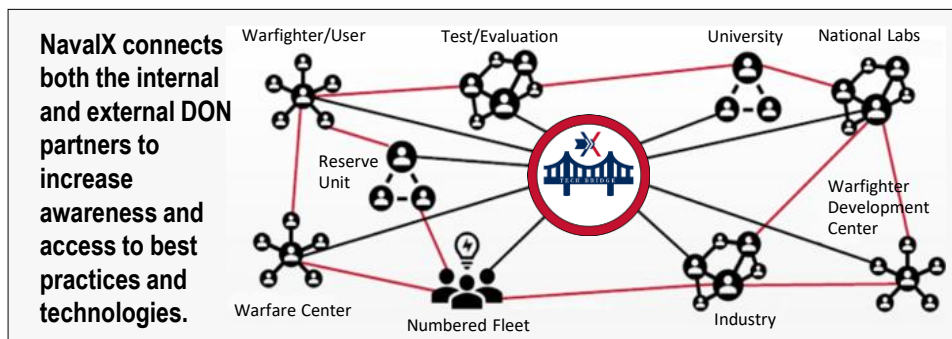 NavalX connects
both the internal
and external DON
partners to
increase
awareness and
access to best
practices and
technologies.
Warfighter/User
Test/Evaluation
University
National Labs
Reserve
Unit
TECH BRIDGE
Warfighter
Development
Center
Warfare Center
Numbered Fleet
Industry